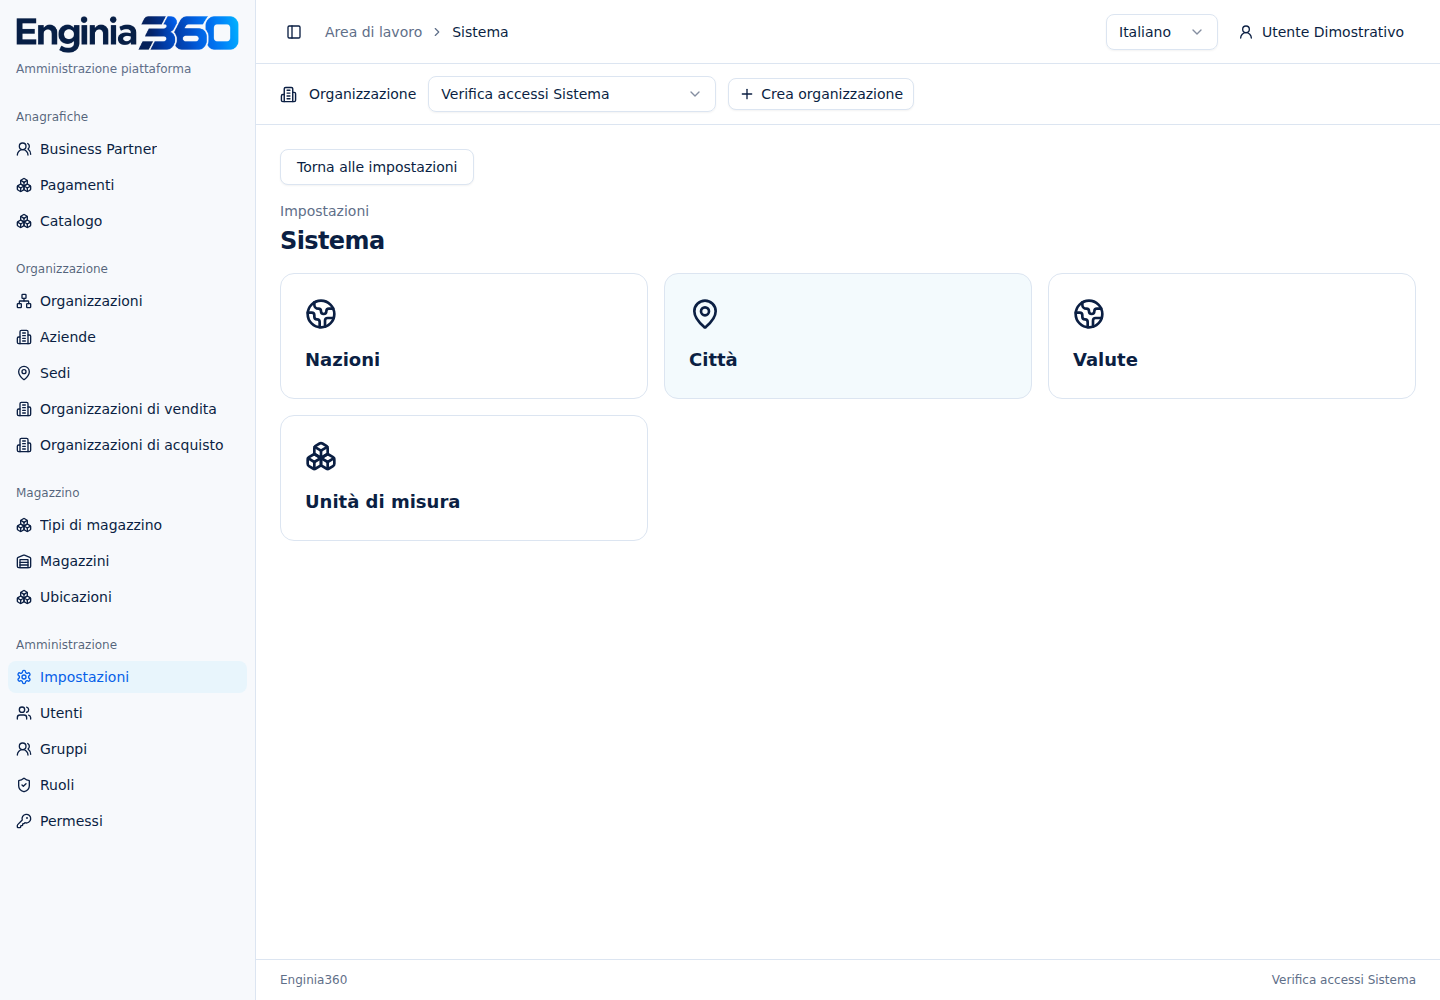 Enginia360
Amministrazione piattaforma
Anagrafiche
Business Partner
Pagamenti
Catalogo
Organizzazione
Organizzazioni
Aziende
Sedi
Organizzazioni di vendita
Organizzazioni di acquisto
Magazzino
Tipi di magazzino
Magazzini
Ubicazioni
Amministrazione
Impostazioni
Utenti
Gruppi
Ruoli
Permessi
Area di lavoro > Sistema
Italiano
Utente Dimostrativo
Organizzazione
Verifica accessi Sistema
+ Crea organizzazione
Torna alle impostazioni
Impostazioni
Sistema
Nazioni
Città
Valute
Unità di misura
Enginia360
Verifica accessi Sistema